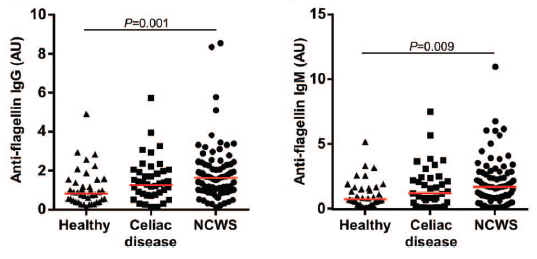 Anti-flagellin IgG (AU)
10
8
6
4
2
0
P=0.001
Healthy
Celiac
disease
NCWS
Anti-flagellin IgM (AU)
15
10
5
0
P=0.009
Healthy
Celiac
disease
NCWS